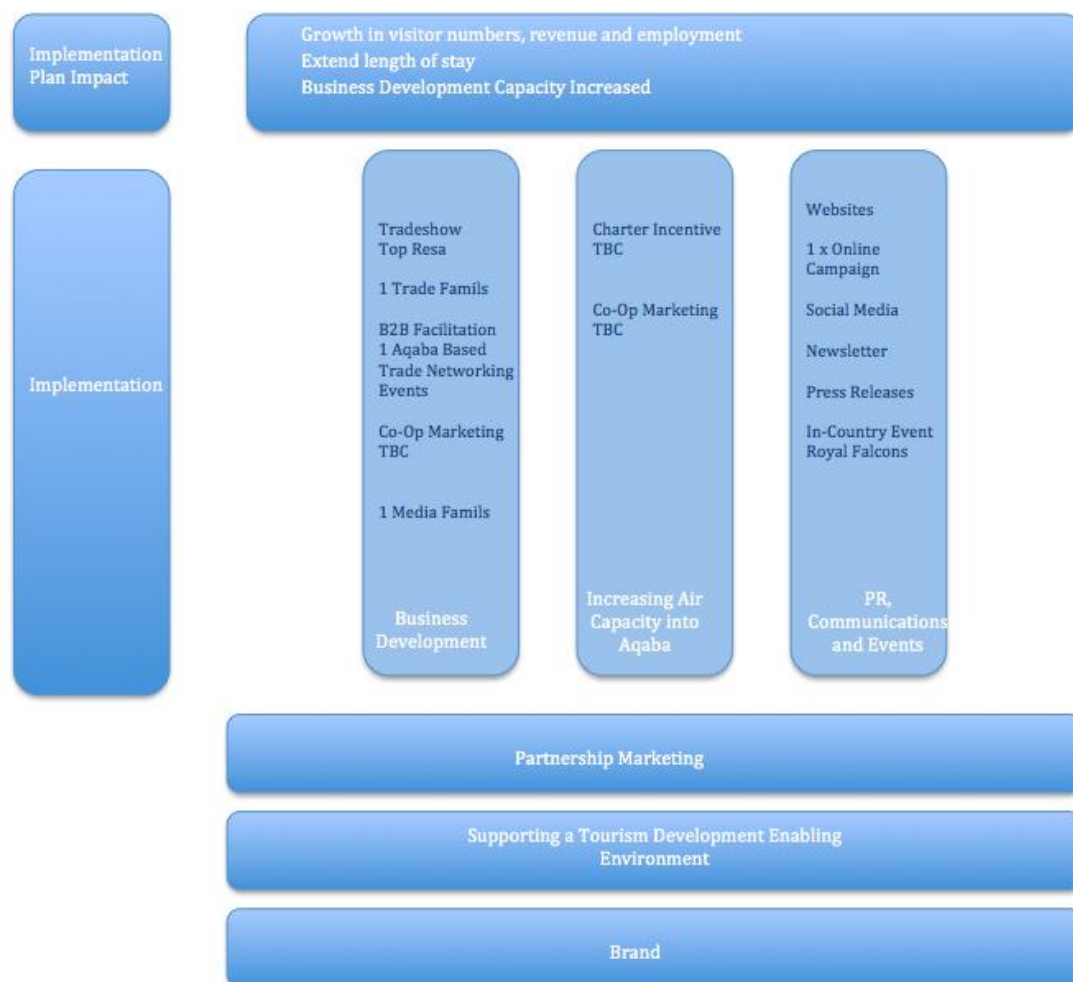 Implementation
Plan Impact
Growth in visitor numbers, revenue and employment
Extend length of stay
Business Development Capacity Increased
Implementation
Tradeshow
Top Resa
1 Trade Famils
B2B Facilitation
1 Aqaba Based
Trade Networking
Events
Co-Op Marketing
TBC
1 Media Famils
Business
Development
Charter Incentive
TBC
Co-Op Marketing
TBC
Increasing Air
Capacity into
Aqaba
Websites
1 x Online
Campaign
Social Media
Newsletter
Press Releases
In-Country Event
Royal Falcons
PR,
Communications
and Events
Partnership Marketing
Supporting a Tourism Development Enabling
Environment
Brand